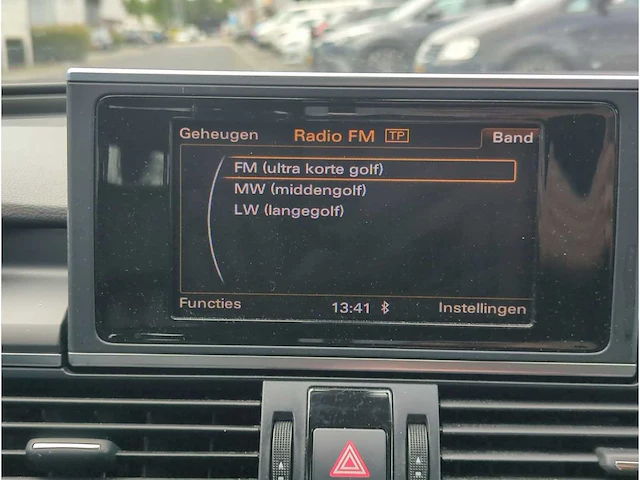 Geheugen Radio FM TP Band
FM (ultra korte golf)
MW (middengolf)
LW (langegolf)
Functies 13:41 Instellingen